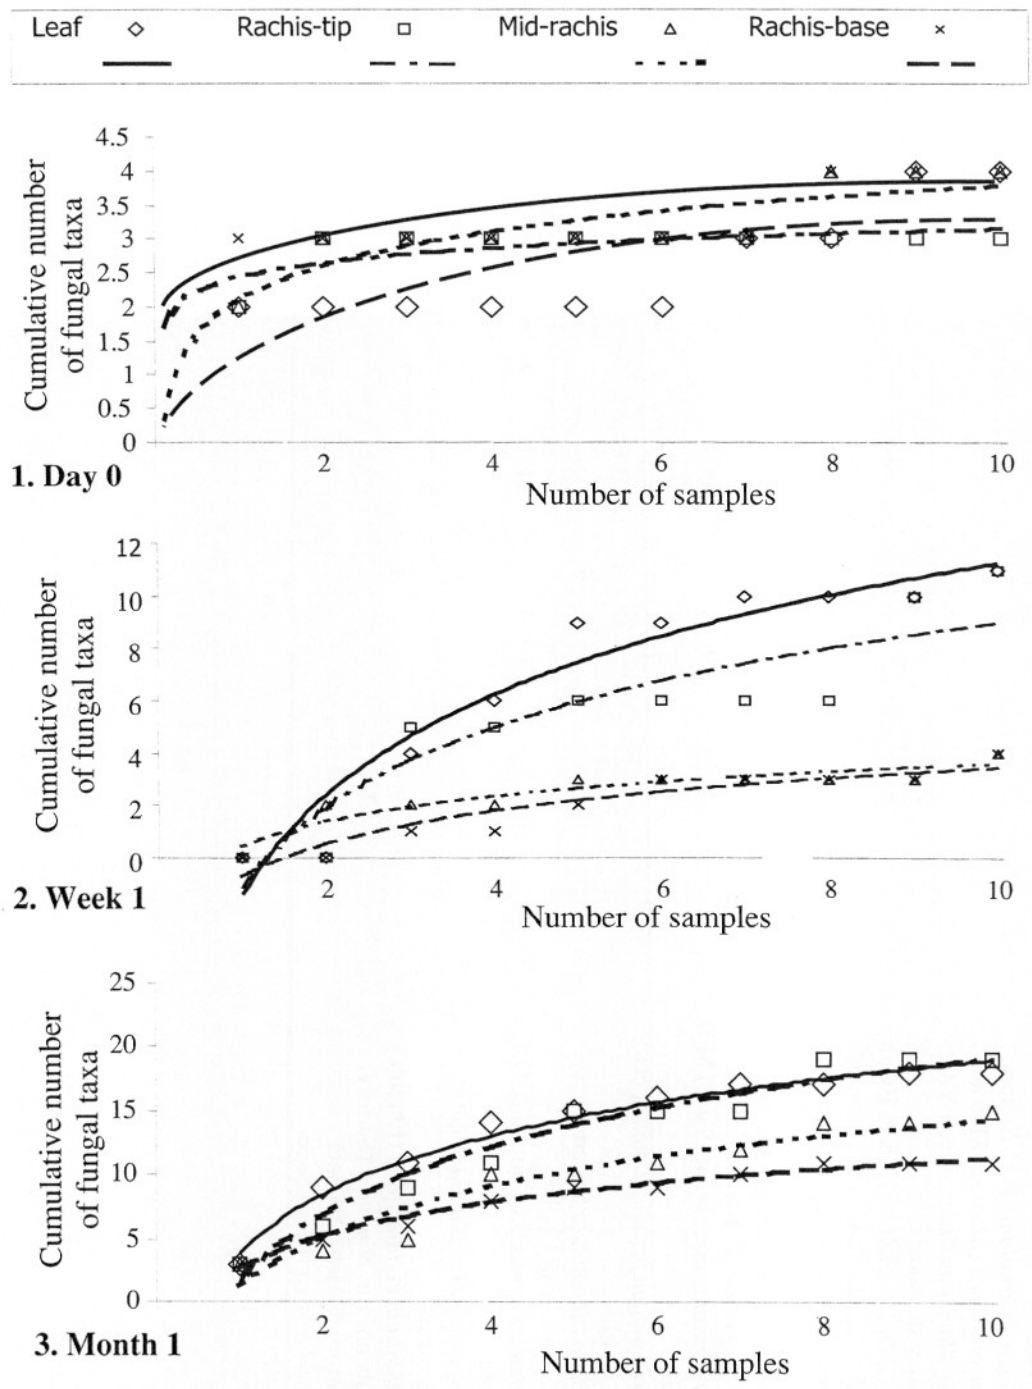 Leaf Rachis-tip Mid-rachis Rachis-base
4.5
4
3.5
3
2.5
2
1.5
1
0.5
0
Cumulative number
of fungal taxa
2 4 6 8 10
1. Day 0
Number of samples
12
10
8
6
4
2
0
Cumulative number
of fungal taxa
2 4 6 8 10
2. Week 1
Number of samples
25
20
15
10
5
0
Cumulative number
of fungal taxa
2 4 6 8 10
3. Month 1
Number of samples